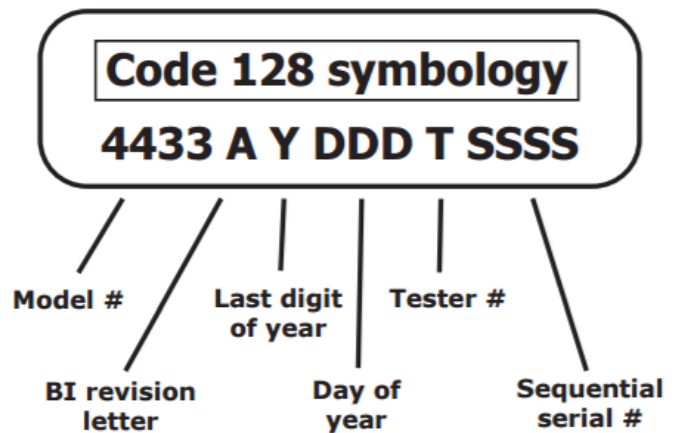 Code 128 symbology
4433 A Y DDD T SSSS
Model #
Last digit
of year
Tester #
BI revision
letter
Day of
year
Sequential
serial #